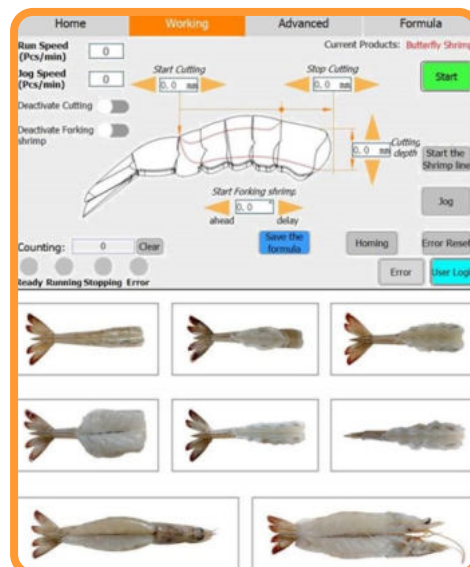 Home Working Advanced Formula
Run Speed (Pcs/min) 0
Current Products: Butterfly Shrimp
Jog Speed (Pcs/min) 0
Start Cutting
0.0 mm
Stop Cutting
0.0 mm
Start
Deactivate Cutting
Deactivate Forking shrimp
0.0 mm
Cutting depth
Start the Shrimp line
Start Forking shrimp
0.0 °
ahead delay
Jog
Counting: 0 Clear
Save the formula
Homing
Error Reset
Ready Running Stopping Error
Error
User Logi